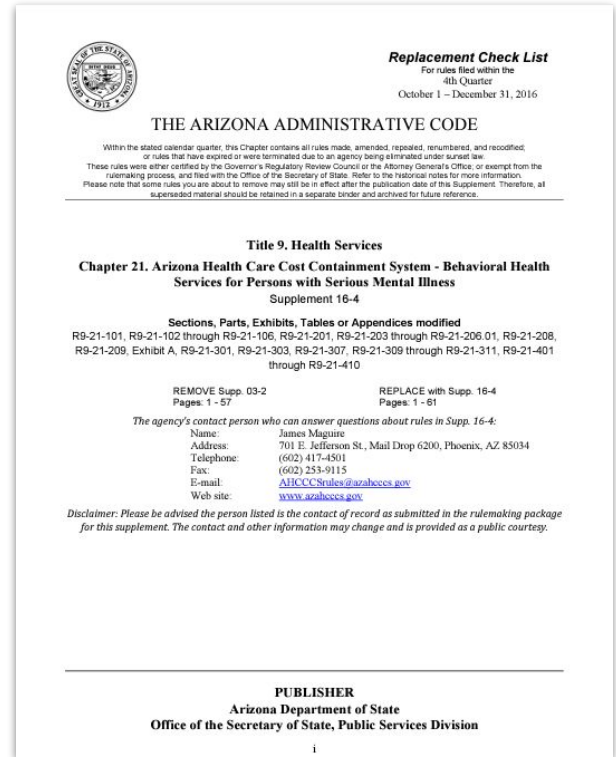 GREAT SEAL OF THE STATE OF ARIZONA
1912
Replacement Check List
For rules filed within the
4th Quarter
October 1 – December 31, 2016
THE ARIZONA ADMINISTRATIVE CODE
Within the stated calendar quarter, this Chapter contains all rules made, amended, repealed, renumbered, and recodified;
or rules that have expired or were terminated due to an agency being eliminated under sunset law.
These rules were either certified by the Governor's Regulatory Review Council or the Attorney General's Office; or exempt from the
rulemaking process, and filed with the Office of the Secretary of State. Refer to the historical notes for more information.
Please note that some rules you are about to remove may still be in effect after the publication date of this Supplement. Therefore, all
superseded material should be retained in a separate binder and archived for future reference.
Title 9. Health Services
Chapter 21. Arizona Health Care Cost Containment System - Behavioral Health
Services for Persons with Serious Mental Illness
Supplement 16-4
Sections, Parts, Exhibits, Tables or Appendices modified
R9-21-101, R9-21-102 through R9-21-106, R9-21-201, R9-21-203 through R9-21-206.01, R9-21-208,
R9-21-209, Exhibit A, R9-21-301, R9-21-303, R9-21-307, R9-21-309 through R9-21-311, R9-21-401
through R9-21-410
REMOVE Supp. 03-2 REPLACE with Supp. 16-4
Pages: 1 - 57 Pages: 1 - 61
The agency's contact person who can answer questions about rules in Supp. 16-4:
Name: James Maguire
Address: 701 E. Jefferson St., Mail Drop 6200, Phoenix, AZ 85034
Telephone: (602) 417-4501
Fax: (602) 253-9115
E-mail: AHCCCSrules@azahcccs.gov
Web site: www.azahcccs.gov
Disclaimer: Please be advised the person listed is the contact of record as submitted in the rulemaking package
for this supplement. The contact and other information may change and is provided as a public courtesy.
PUBLISHER
Arizona Department of State
Office of the Secretary of State, Public Services Division
i